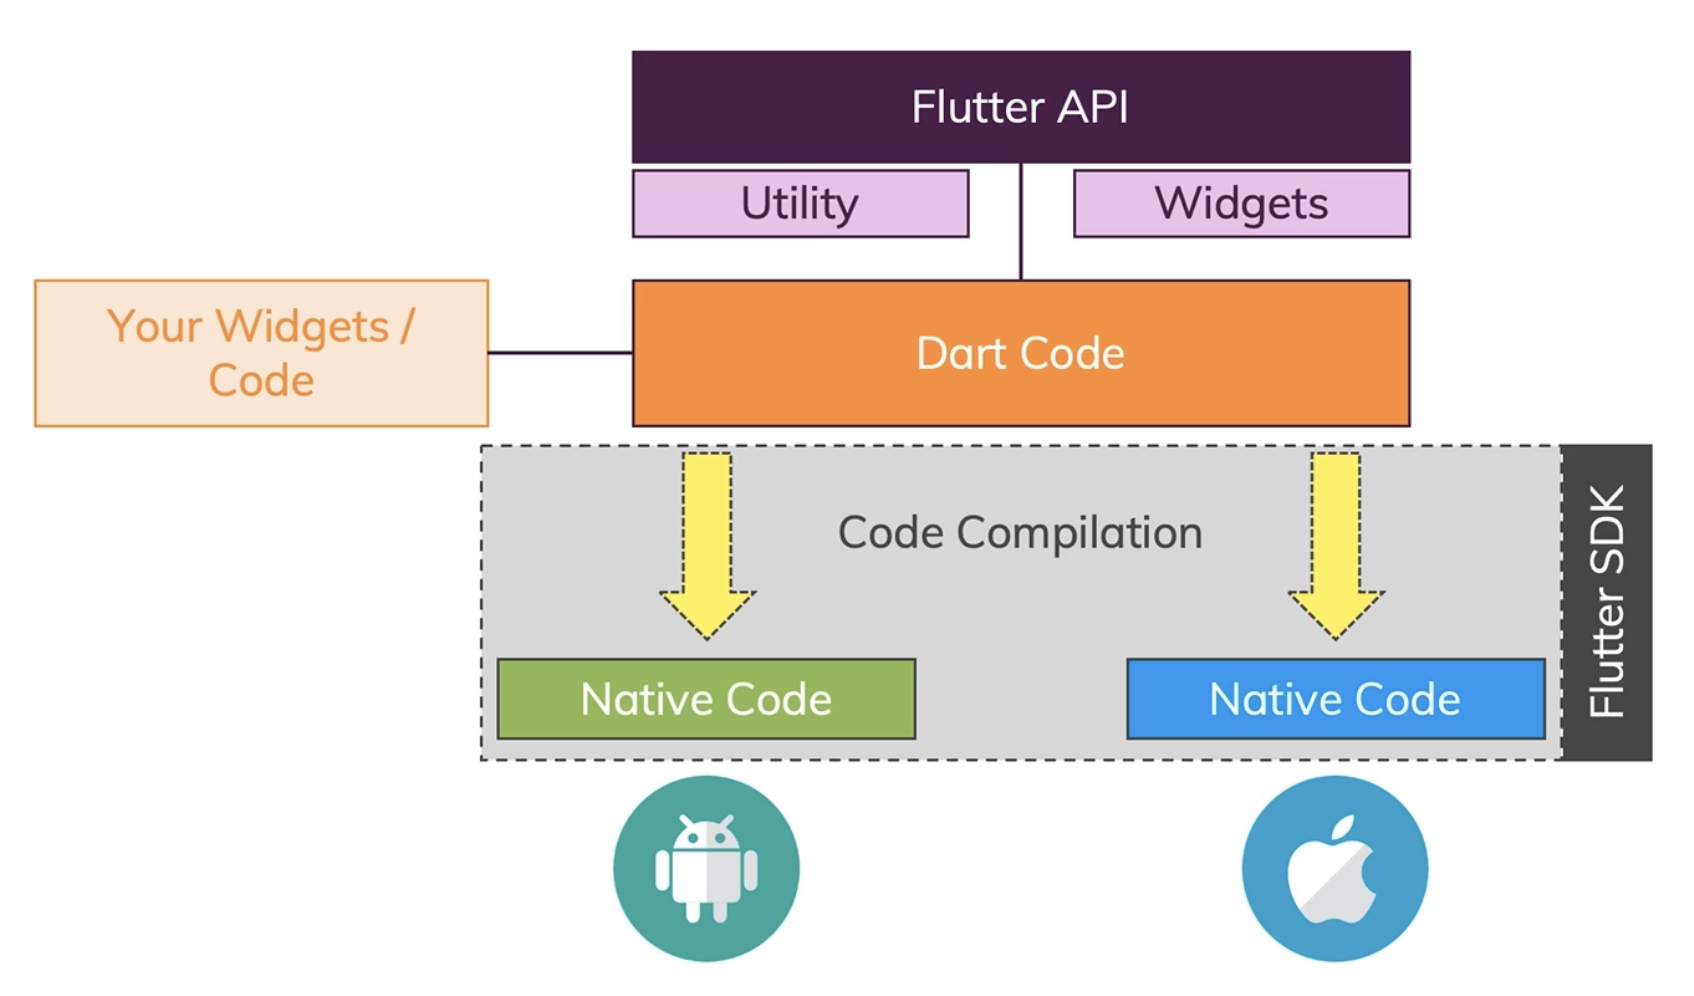 Flutter API
Utility
Widgets
Your Widgets /
Code
Dart Code
Code Compilation
Native Code
Native Code
Flutter SDK